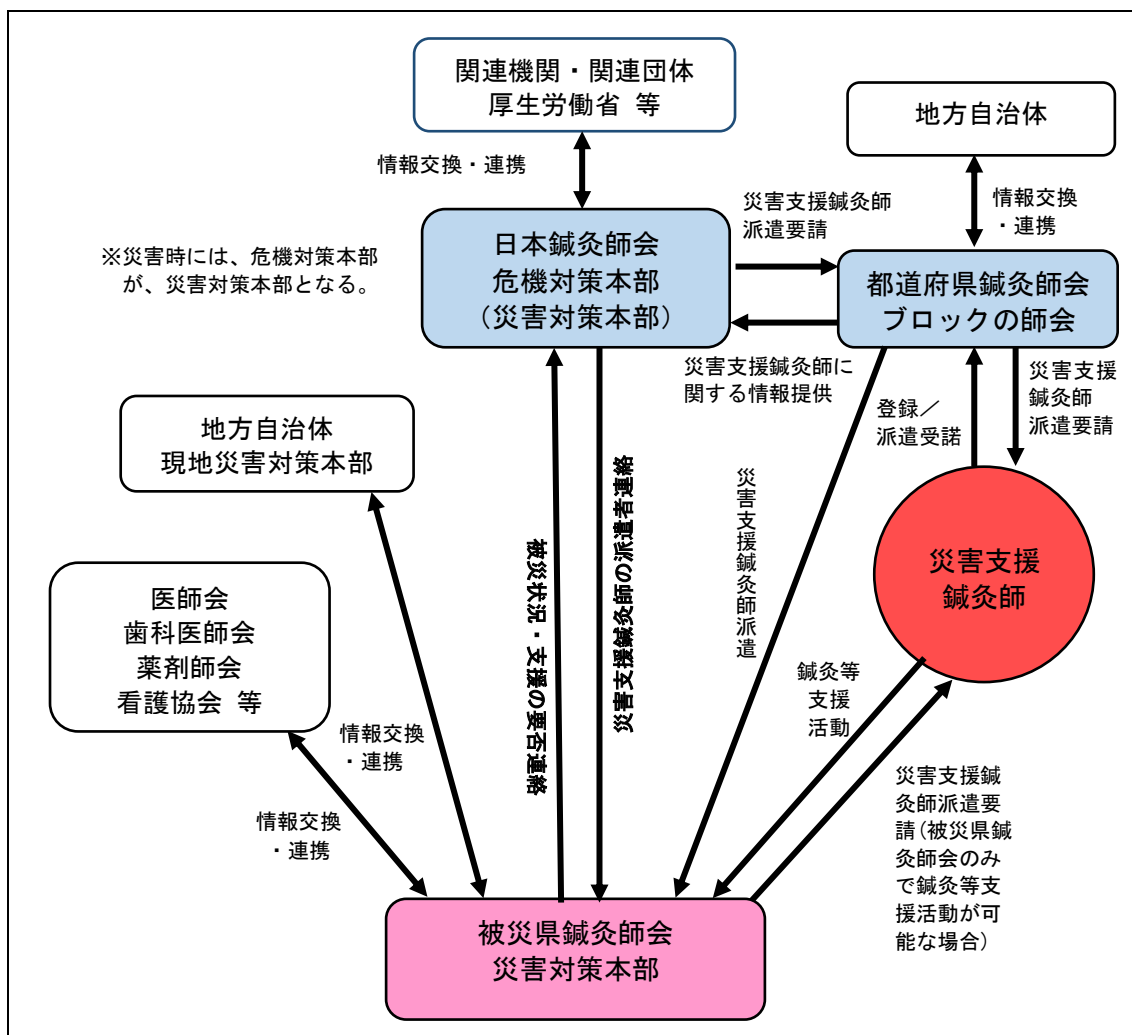 関連機関・関連団体
厚生労働省 等
地方自治体
情報交換・連携
災害支援鍼灸師
派遣要請
情報交換
・連携
※災害時には、危機対策本部
が、災害対策本部となる。
日本鍼灸師会
危機対策本部
(災害対策本部)
都道府県鍼灸師会
ブロックの師会
災害支援鍼灸師に
関する情報提供
登録／
派遣受諾
災害支援
鍼灸師
派遣要請
地方自治体
現地災害対策本部
被災状況・支援の要否連絡
災害支援鍼灸師の派遣者連絡
災害支援鍼灸師派遣
災害支援
鍼灸師
医師会
歯科医師会
薬剤師会
看護協会 等
鍼灸等
支援
活動
情報交換
・連携
情報交換
・連携
災害支援鍼
灸師派遣要
請(被災県鍼
灸師会のみ
で鍼灸等支
援活動が可
能な場合)
被災県鍼灸師会
災害対策本部